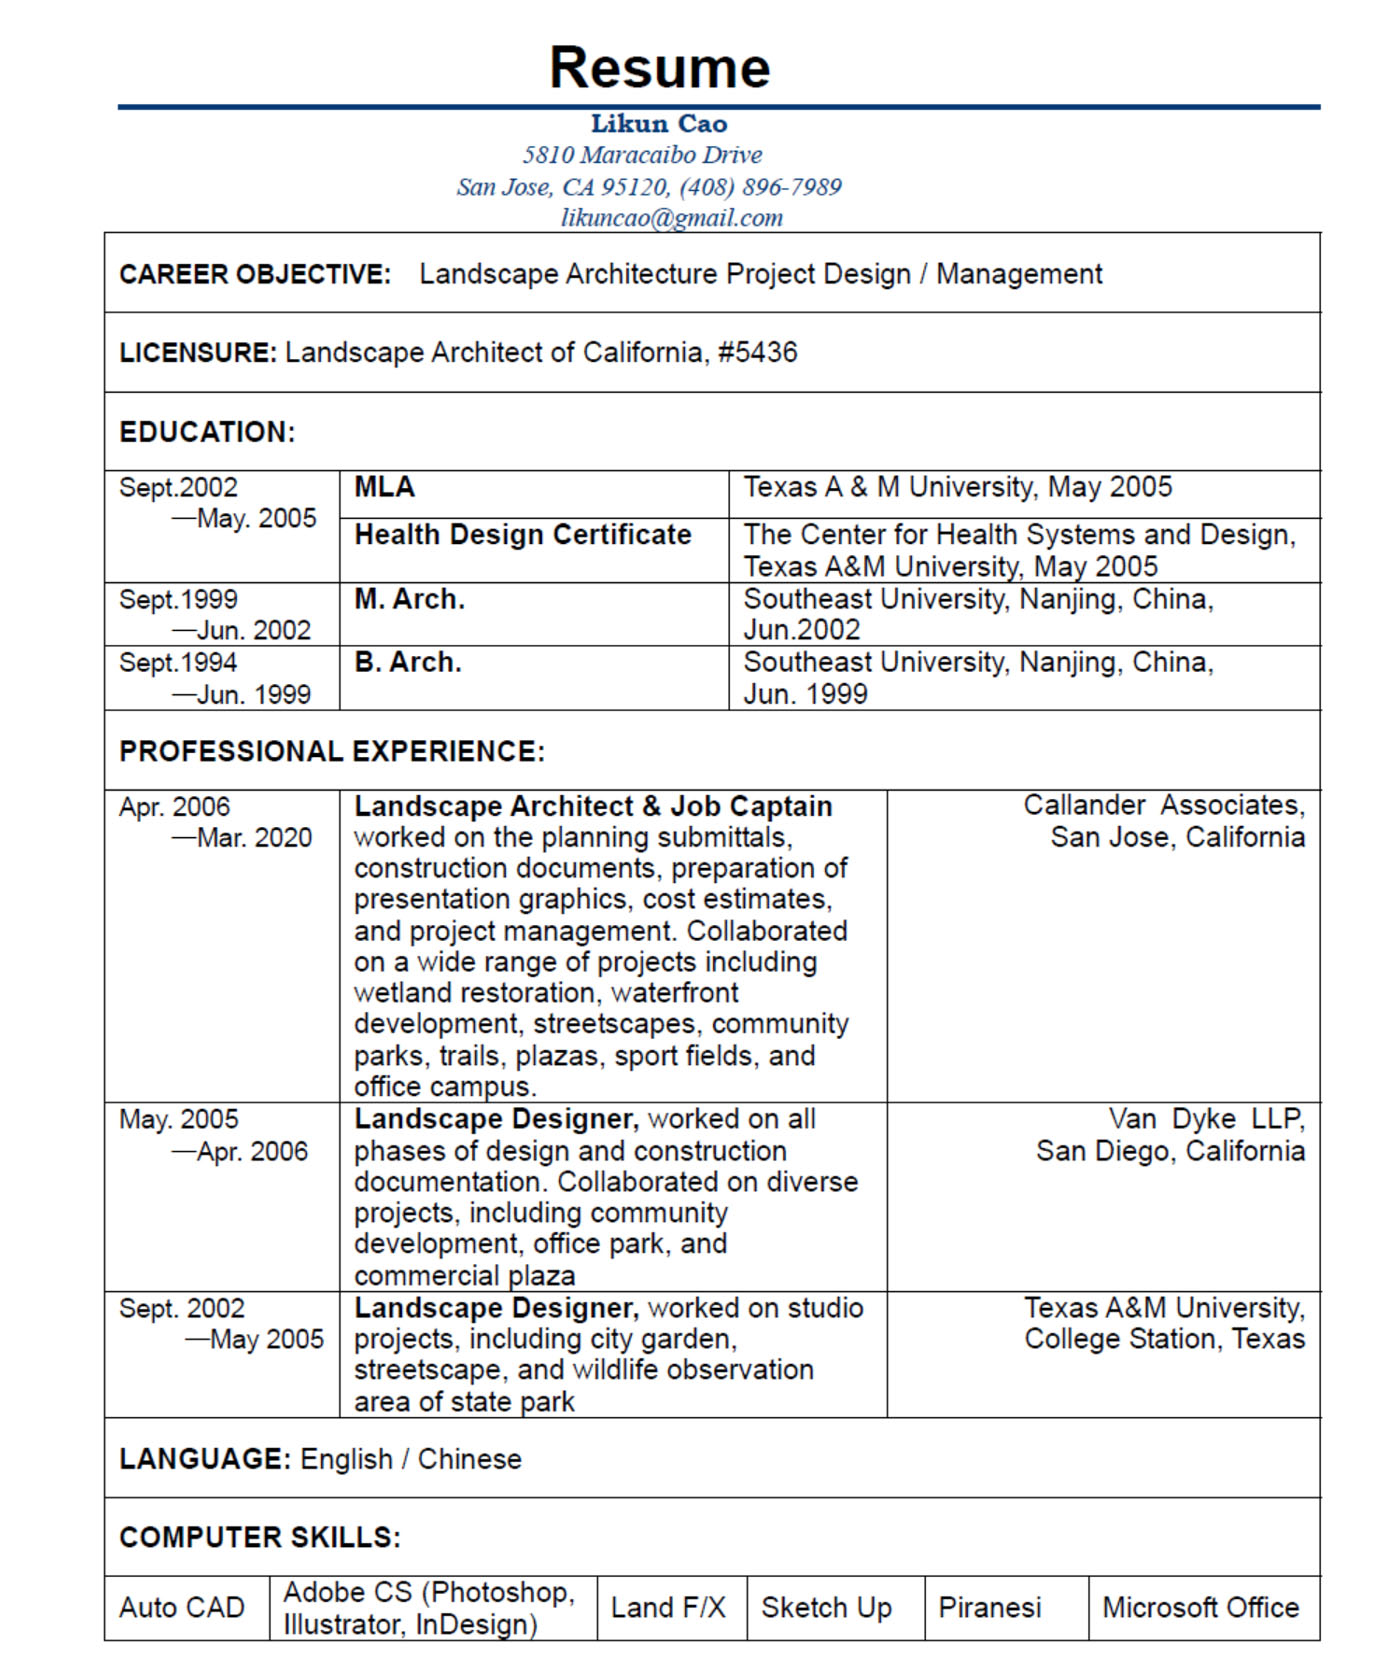 Resume
Likun Cao
5810 Maracaibo Drive
San Jose, CA 95120, (408) 896-7989
likuncao@gmail.com
CAREER OBJECTIVE: Landscape Architecture Project Design / Management
LICENSURE: Landscape Architect of California, #5436
EDUCATION:
Sept.2002
—May. 2005
MLA
Texas A & M University, May 2005
Health Design Certificate
The Center for Health Systems and Design,
Texas A&M University, May 2005
Sept.1999
—Jun. 2002
M. Arch.
Southeast University, Nanjing, China,
Jun.2002
Sept.1994
—Jun. 1999
B. Arch.
Southeast University, Nanjing, China,
Jun. 1999
PROFESSIONAL EXPERIENCE:
Apr. 2006
—Mar. 2020
Landscape Architect & Job Captain
worked on the planning submittals,
construction documents, preparation of
presentation graphics, cost estimates,
and project management. Collaborated
on a wide range of projects including
wetland restoration, waterfront
development, streetscapes, community
parks, trails, plazas, sport fields, and
office campus.
Callander Associates,
San Jose, California
May. 2005
—Apr. 2006
Landscape Designer, worked on all
phases of design and construction
documentation. Collaborated on diverse
projects, including community
development, office park, and
commercial plaza
Van Dyke LLP,
San Diego, California
Sept. 2002
—May 2005
Landscape Designer, worked on studio
projects, including city garden,
streetscape, and wildlife observation
area of state park
Texas A&M University,
College Station, Texas
LANGUAGE: English / Chinese
COMPUTER SKILLS:
Auto CAD
Adobe CS (Photoshop,
Illustrator, InDesign)
Land F/X
Sketch Up
Piranesi
Microsoft Office